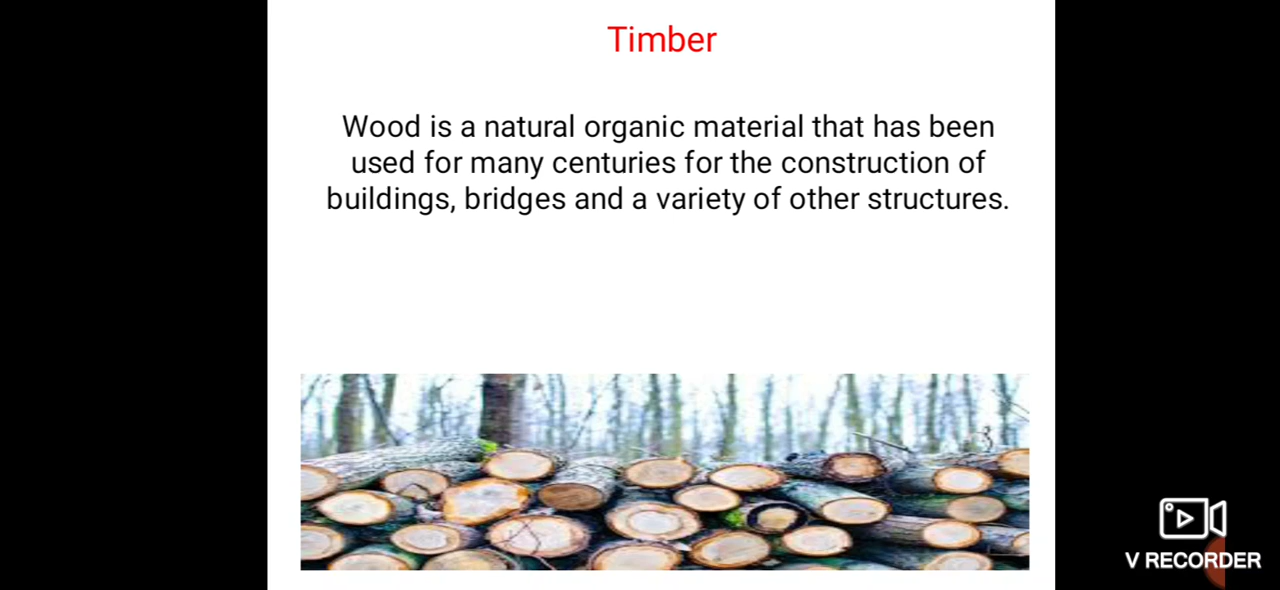 Timber
Wood is a natural organic material that has been
used for many centuries for the construction of
buildings, bridges and a variety of other structures.
V RECORDER